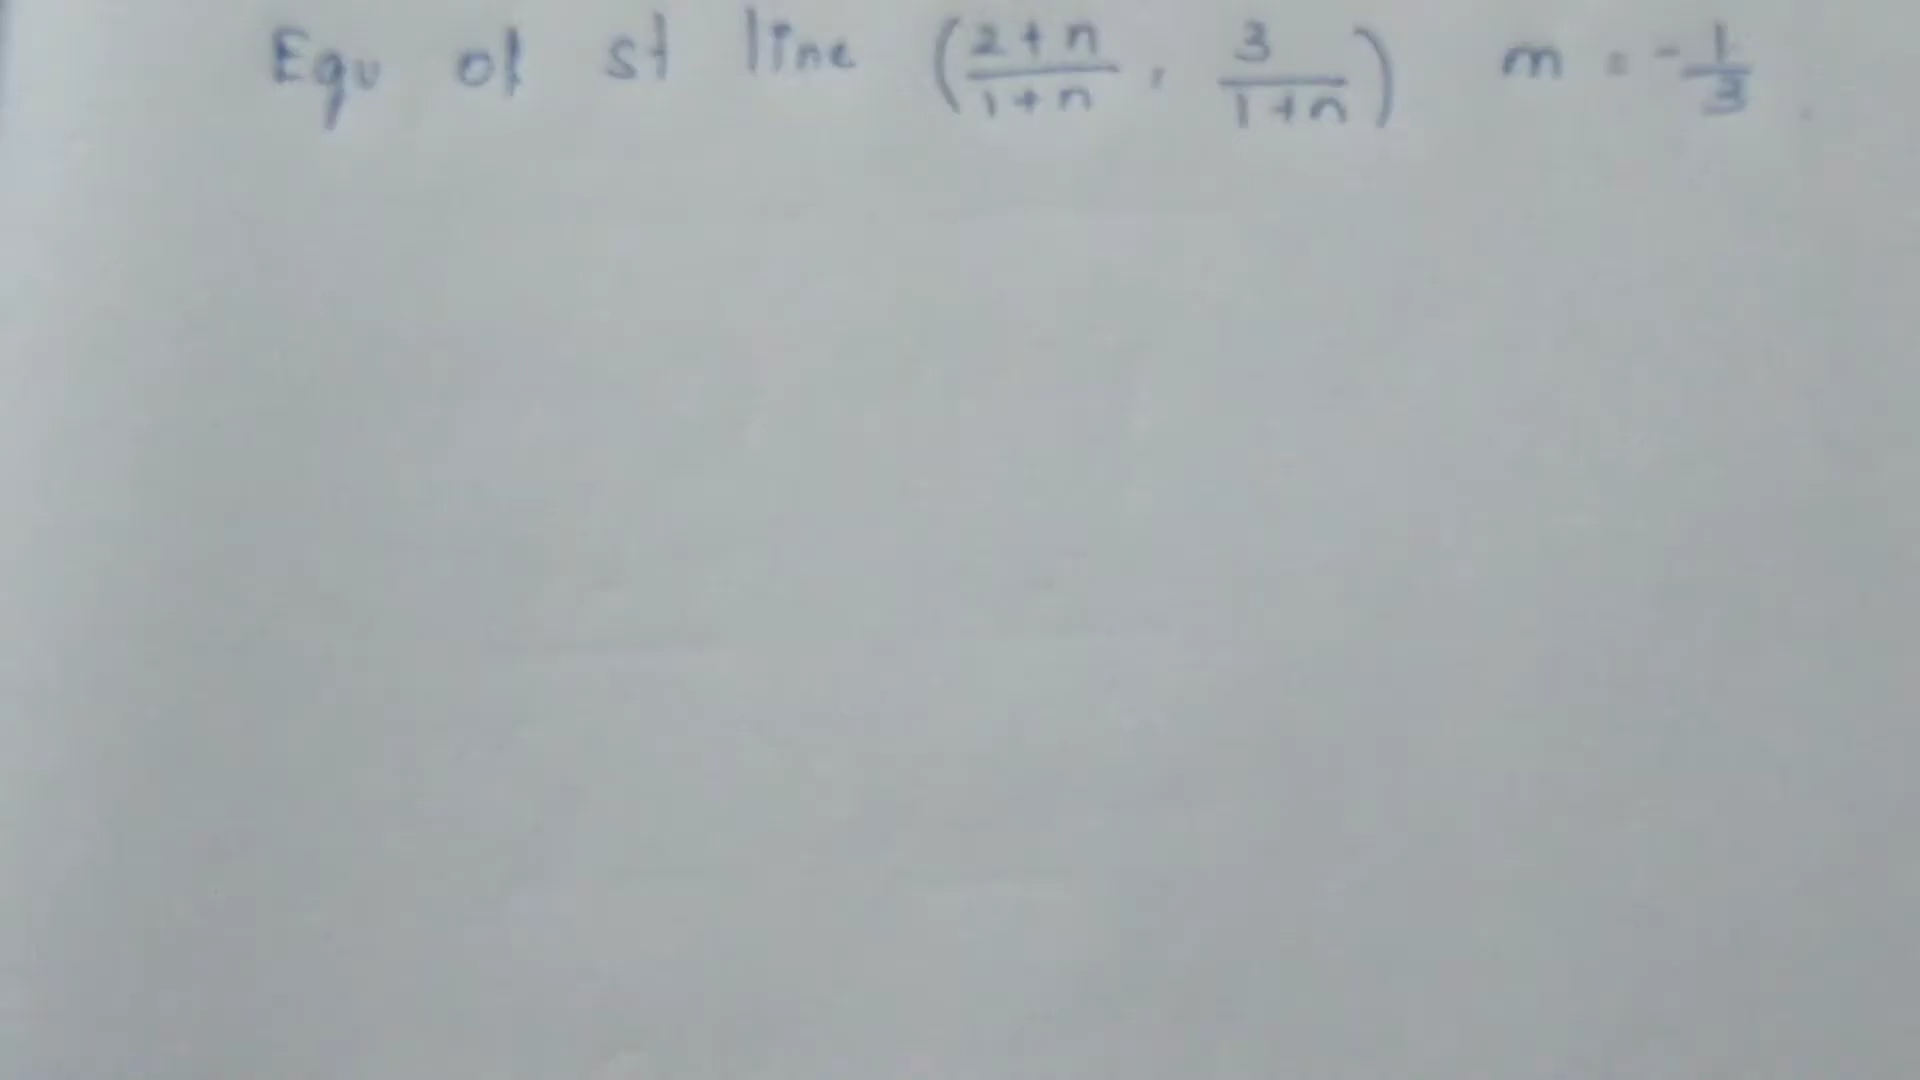 Equ of st line (2+n/1+n, 3/1+n) m = -1/3